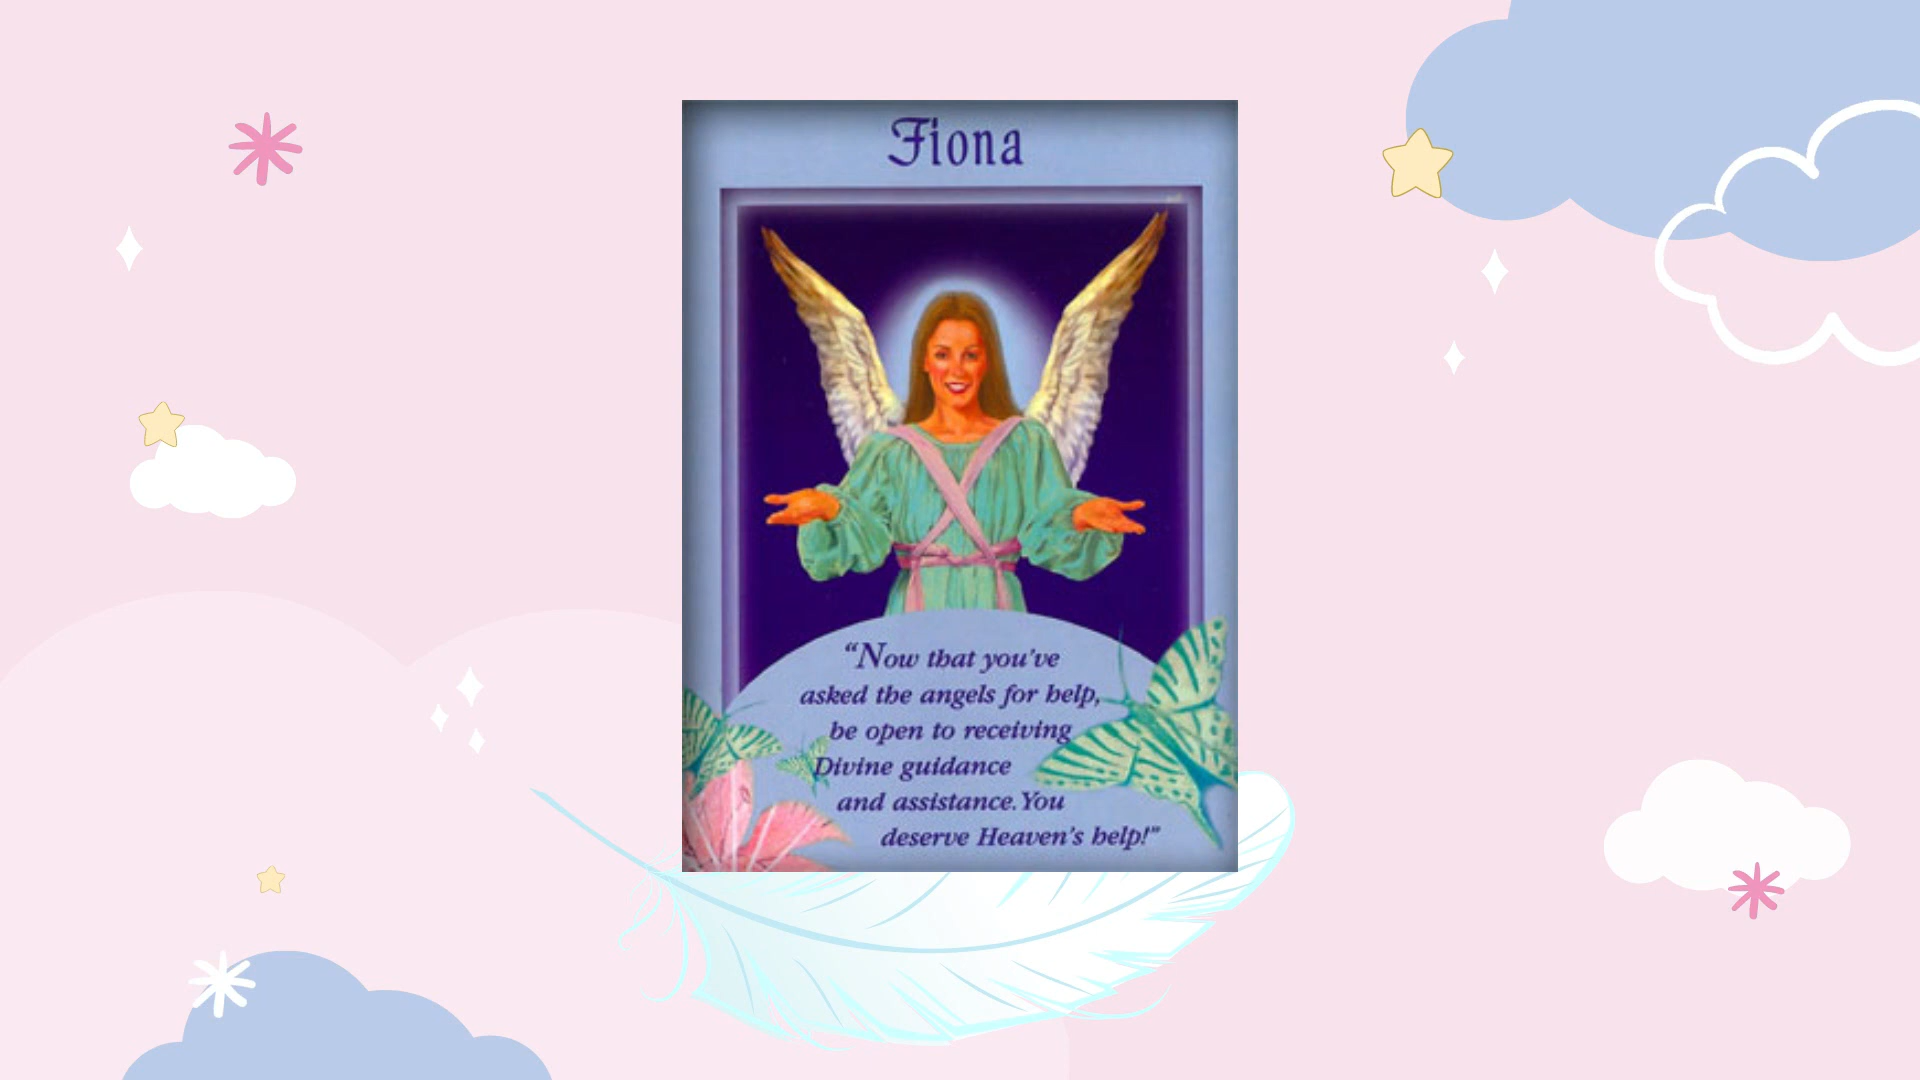 Fiona
“Now that you’ve
asked the angels for help,
be open to receiving
Divine guidance
and assistance. You
deserve Heaven’s help!”